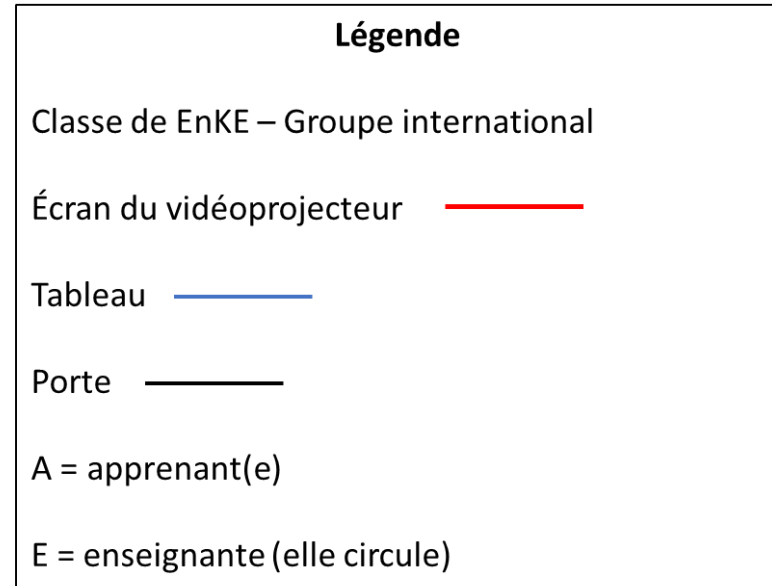 Légende
Classe de EnKE – Groupe international
Écran du vidéoprojecteur
Tableau
Porte
A = apprenant(e)
E = enseignante (elle circule)